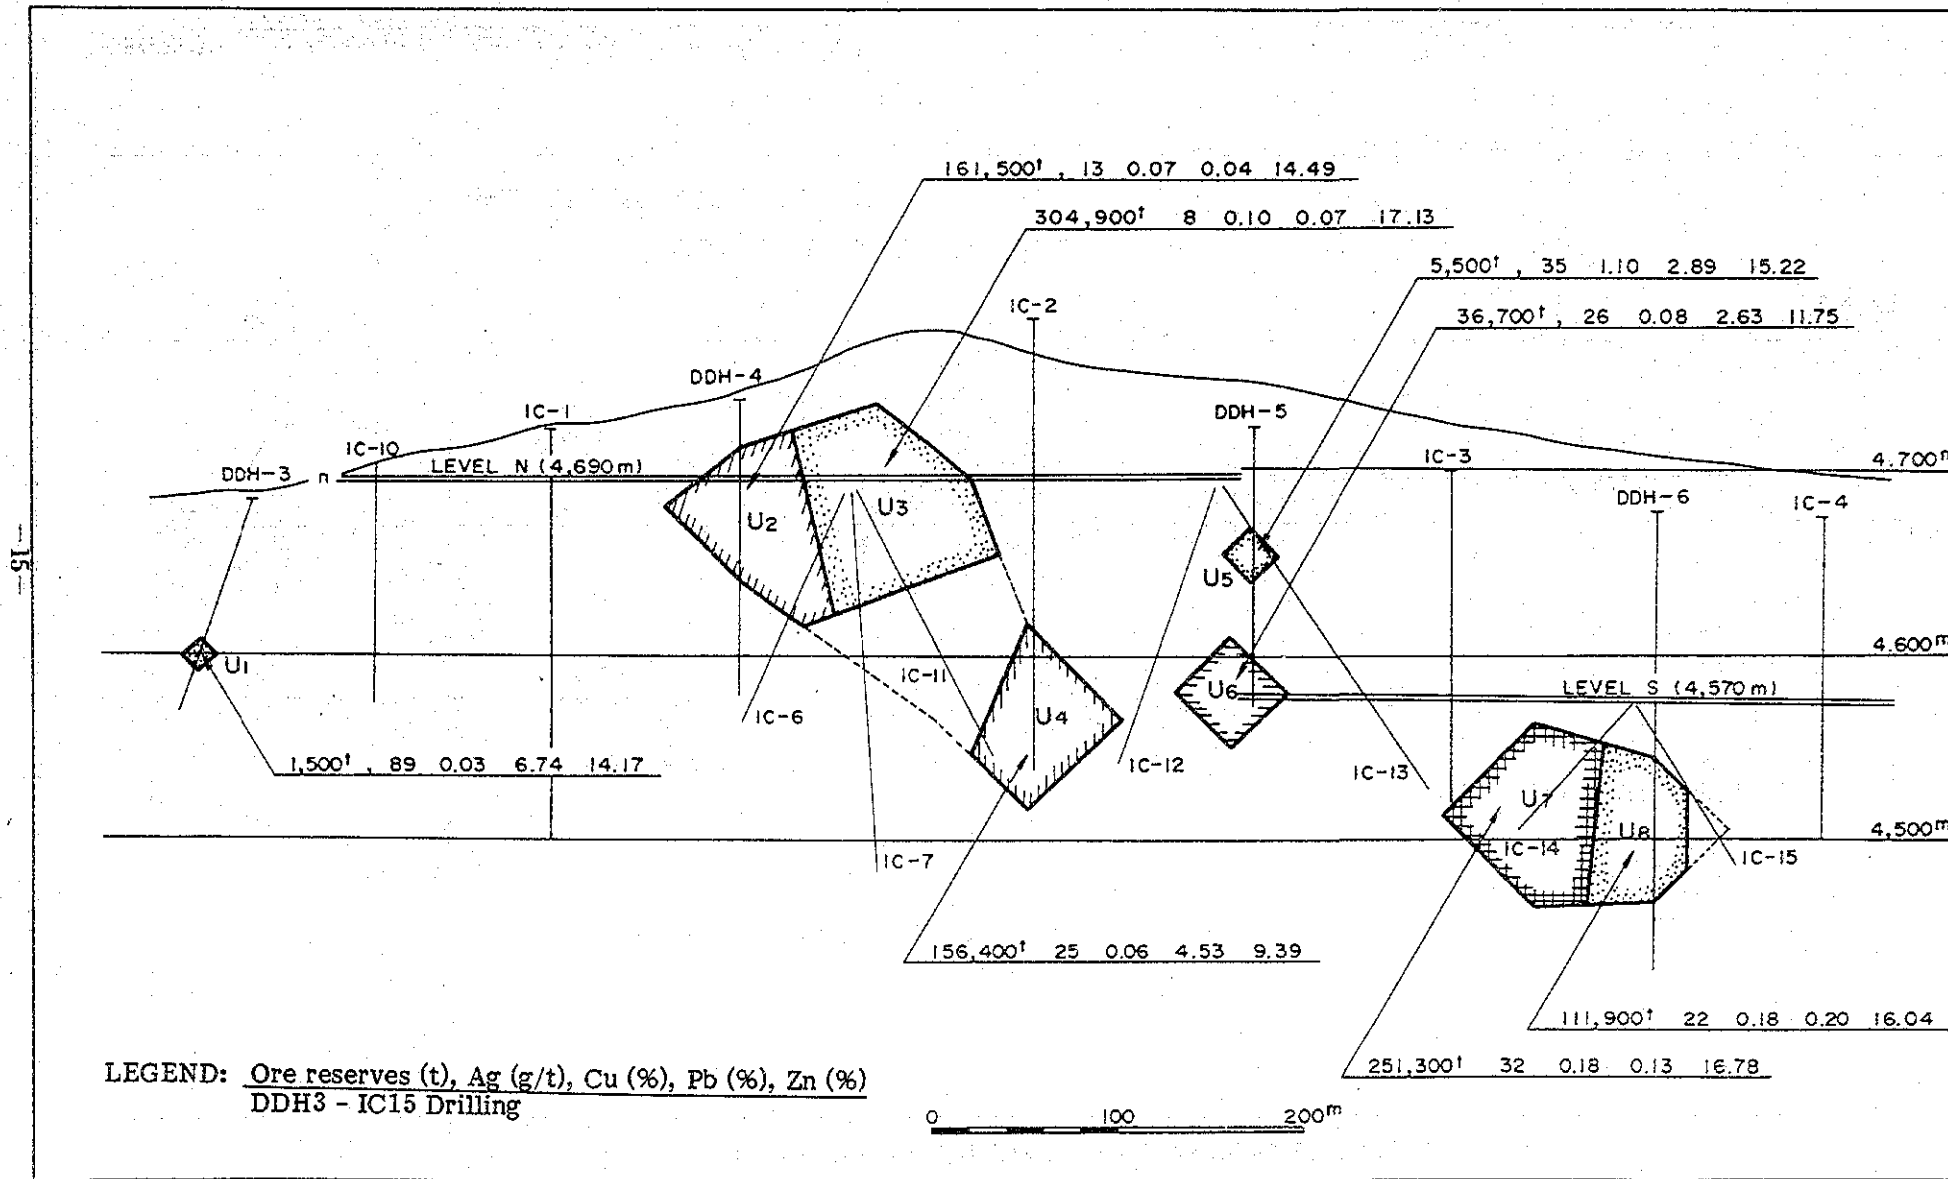 161,500ᵗ , 13 0.07 0.04 14.49
304,900ᵗ 8 0.10 0.07 17.13
5,500ᵗ , 35 1.10 2.89 15.22
36,700ᵗ , 26 0.08 2.63 11.75
IC-2
DDH-4
IC-1
DDH-5
IC-10
LEVEL N (4,690m)
DDH-3
n
IC-3
4.700m
DDH-6
IC-4
U2
U3
U5
-15-
U1
4.600m
IC-11
U6
LEVEL S (4,570m)
IC-6
U4
1,500ᵗ , 89 0.03 6.74 14.17
IC-12
IC-13
U7
U8
4,500m
IC-7
IC-14
IC-15
156,400ᵗ 25 0.06 4.53 9.39
111,900ᵗ 22 0.18 0.20 16.04
251,300ᵗ 32 0.18 0.13 16.78
LEGEND: Ore reserves (t), Ag (g/t), Cu (%), Pb (%), Zn (%)
DDH3 - IC15 Drilling
0 100 200m